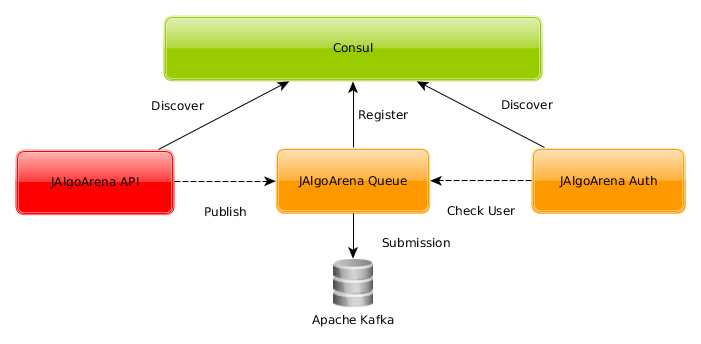 Consul
Discover
Discover
Register
JAlgoArena API
JAlgoArena Queue
JAlgoArena Auth
Publish
Check User
Submission
Apache Kafka